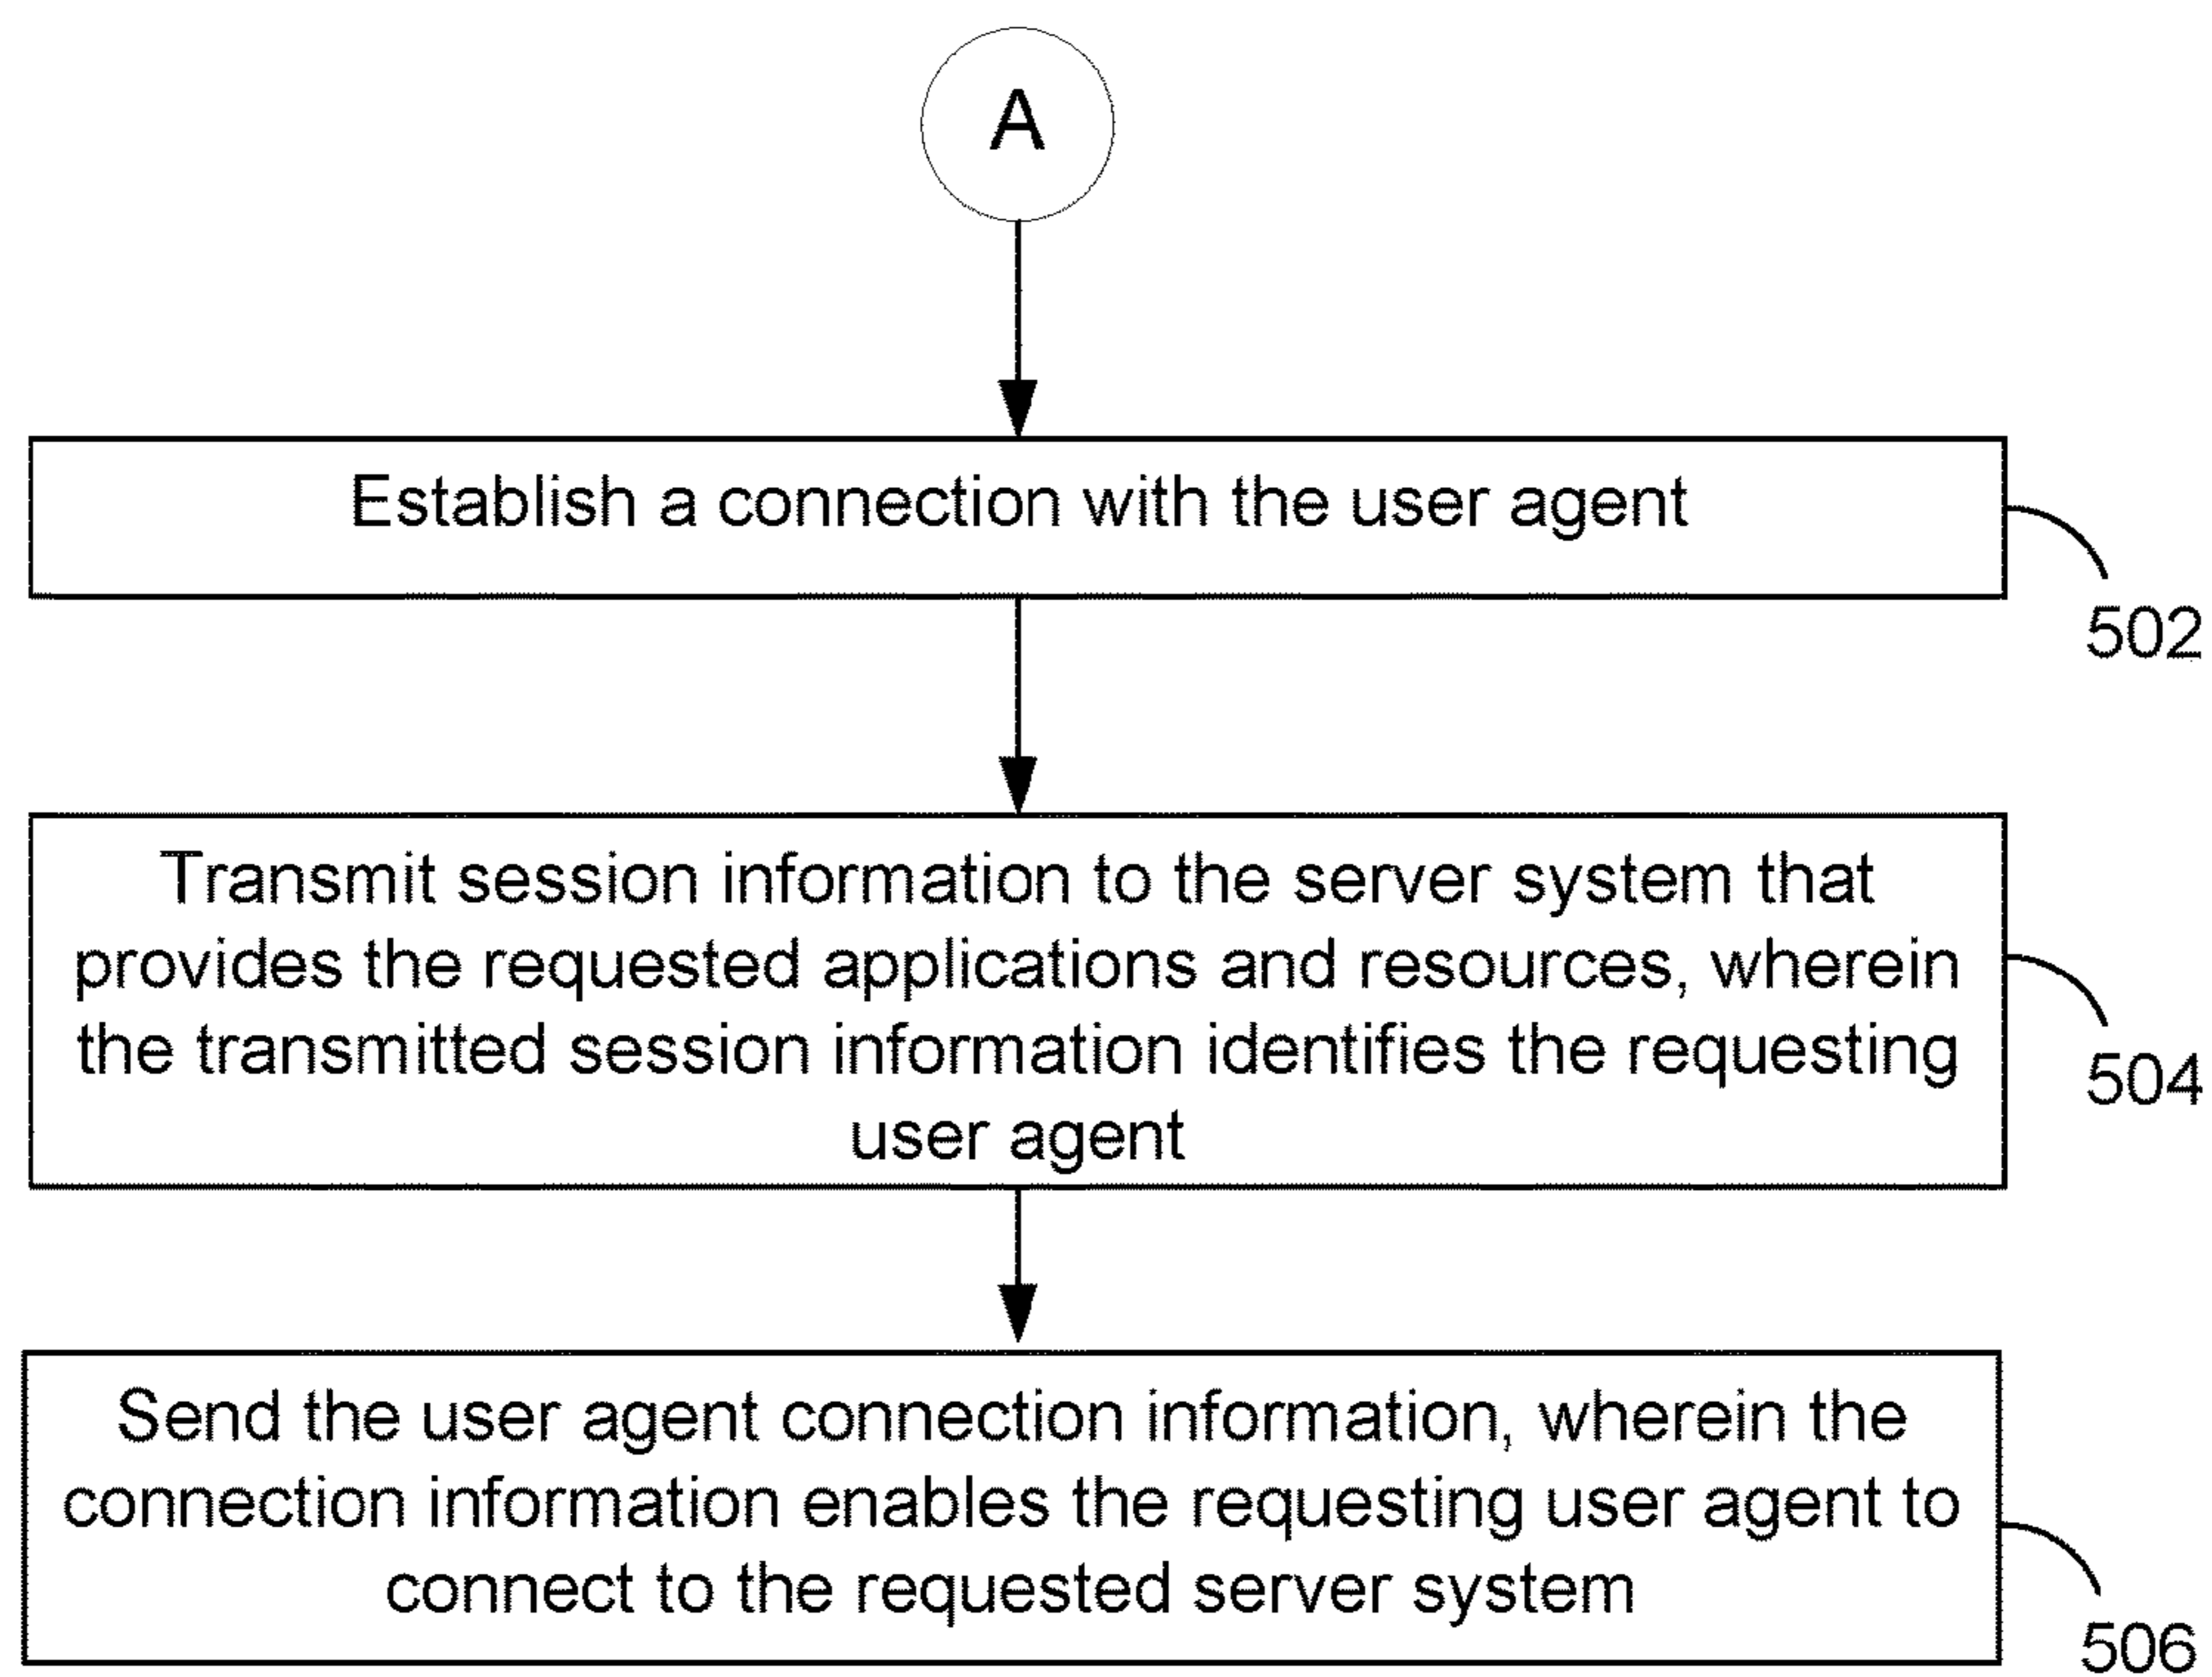 A
Establish a connection with the user agent
502
Transmit session information to the server system that
provides the requested applications and resources, wherein
the transmitted session information identifies the requesting
user agent
504
Send the user agent connection information, wherein the
connection information enables the requesting user agent to
connect to the requested server system
506